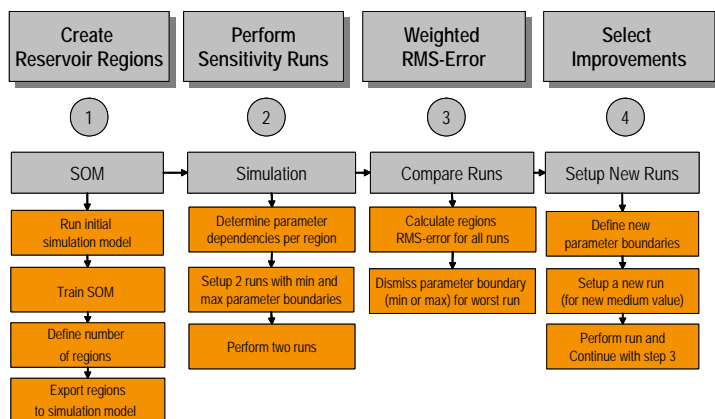 Create
Reservoir Regions
Perform
Sensitivity Runs
Weighted
RMS-Error
Select
Improvements
1
2
3
4
SOM
Simulation
Compare Runs
Setup New Runs
Run initial
simulation model
Train SOM
Define number
of regions
Export regions
to simulation model
Determine parameter
dependencies per region
Setup 2 runs with min and
max parameter boundaries
Perform two runs
Calculate regions
RMS-error for all runs
Dismiss parameter boundary
(min or max) for worst run
Define new
parameter boundaries
Setup a new run
(for new medium value)
Perform run and
Continue with step 3